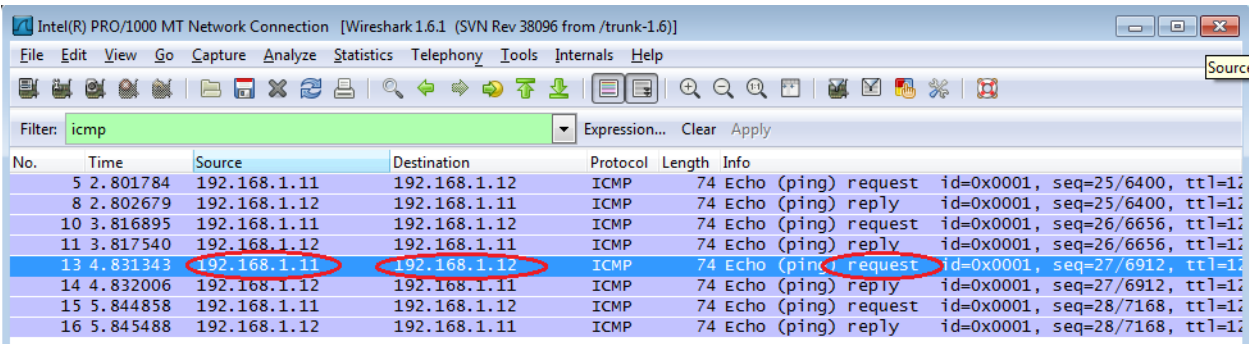 Intel(R) PRO/1000 MT Network Connection [Wireshark 1.6.1 (SVN Rev 38096 from /trunk-1.6)]
File Edit View Go Capture Analyze Statistics Telephony Tools Internals Help
Source
Filter: icmp Expression... Clear Apply
No. Time Source Destination Protocol Length Info
5 2.801784 192.168.1.11 192.168.1.12 ICMP 74 Echo (ping) request id=0x0001, seq=25/6400, ttl=12
8 2.802679 192.168.1.12 192.168.1.11 ICMP 74 Echo (ping) reply id=0x0001, seq=25/6400, ttl=12
10 3.816895 192.168.1.11 192.168.1.12 ICMP 74 Echo (ping) request id=0x0001, seq=26/6656, ttl=12
11 3.817540 192.168.1.12 192.168.1.11 ICMP 74 Echo (ping) reply id=0x0001, seq=26/6656, ttl=12
13 4.831343 192.168.1.11 192.168.1.12 ICMP 74 Echo (ping) request id=0x0001, seq=27/6912, ttl=12
14 4.832006 192.168.1.12 192.168.1.11 ICMP 74 Echo (ping) reply id=0x0001, seq=27/6912, ttl=12
15 5.844858 192.168.1.11 192.168.1.12 ICMP 74 Echo (ping) request id=0x0001, seq=28/7168, ttl=12
16 5.845488 192.168.1.12 192.168.1.11 ICMP 74 Echo (ping) reply id=0x0001, seq=28/7168, ttl=12